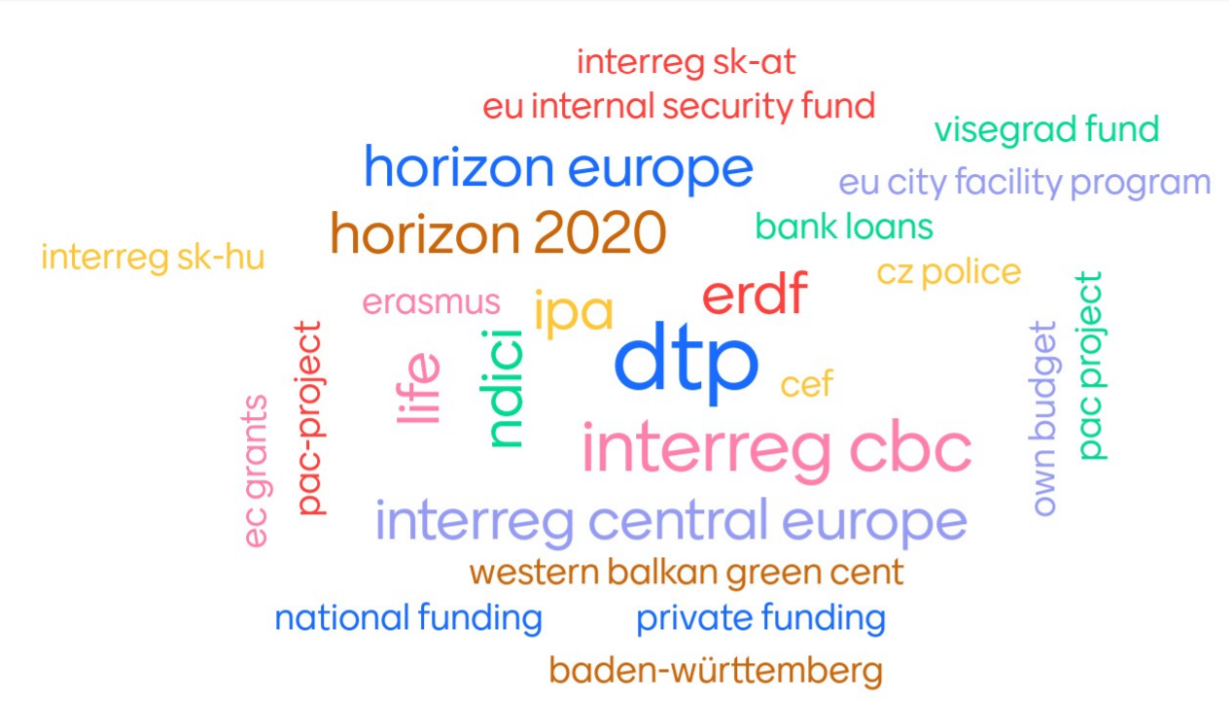 interreg sk-at
eu internal security fund
visegrad fund
horizon europe
eu city facility program
horizon 2020
bank loans
interreg sk-hu
cz police
erasmus
ipa
erdf
dtp
cef
life
ndici
pac-project
ec grants
own budget
pac project
interreg cbc
interreg central europe
western balkan green cent
national funding
private funding
baden-württemberg